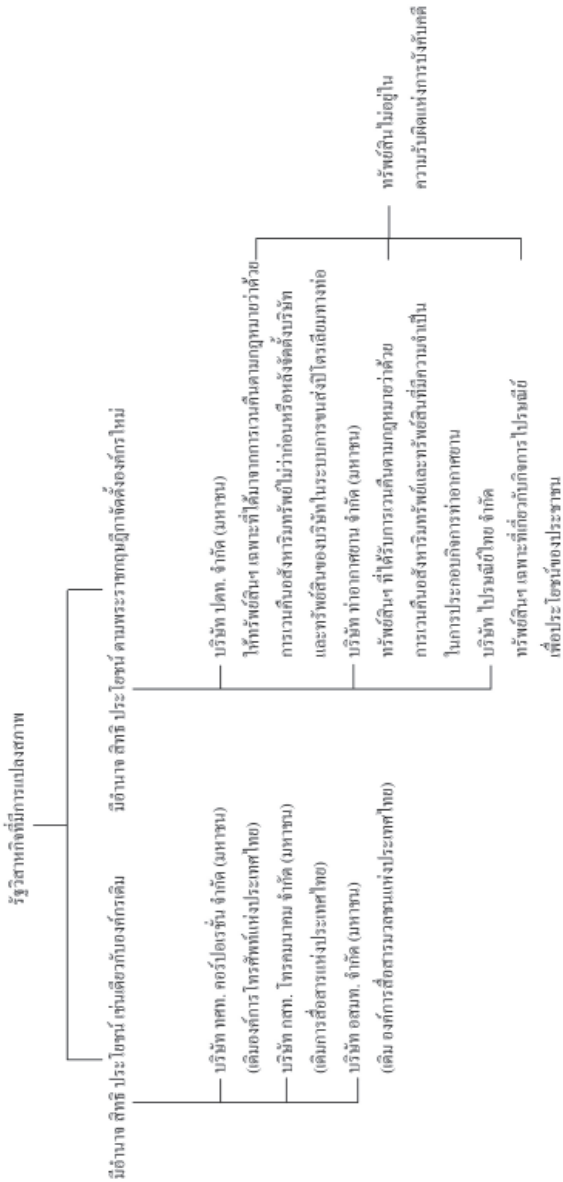 รัฐวิสาหกิจที่มีการแปลงสภาพ
มีอำนาจ สิทธิ ประโยชน์ เช่นเดียวกับองค์กรเดิม
บริษัท ทศท. คอร์ปอเรชั่น จำกัด (มหาชน)
(เดิมองค์การโทรศัพท์แห่งประเทศไทย)
บริษัท กสท. โทรคมนาคม จำกัด (มหาชน)
(เดิมการสื่อสารแห่งประเทศไทย)
บริษัท อสมท. จำกัด (มหาชน)
(เดิม องค์การสื่อสารมวลชนแห่งประเทศไทย)
มีอำนาจ สิทธิ ประโยชน์ ตามพระราชกฤษฎีกาจัดตั้งองค์กรใหม่
บริษัท ปตท. จำกัด (มหาชน)
ให้ทรัพย์สินฯ เฉพาะที่ได้มาจากการเวนคืนตามกฎหมายว่าด้วย
การเวนคืนอสังหาริมทรัพย์ไม่ว่าก่อนหรือหลังจัดตั้งบริษัท
และทรัพย์สินของบริษัทในระบบการขนส่งปิโตรเลียมทางท่อ
บริษัท ท่าอากาศยาน จำกัด (มหาชน)
ทรัพย์สินฯ ที่ได้รับการเวนคืนตามกฎหมายว่าด้วย
การเวนคืนอสังหาริมทรัพย์และทรัพย์สินที่มีความจำเป็น
ในการประกอบกิจการท่าอากาศยาน
บริษัท ไปรษณีย์ไทย จำกัด
ทรัพย์สินฯ เฉพาะที่เกี่ยวกับกิจการไปรษณีย์
เพื่อประโยชน์ของประชาชน
ทรัพย์สินไม่อยู่ใน
ความรับผิดแห่งการบังคับคดี